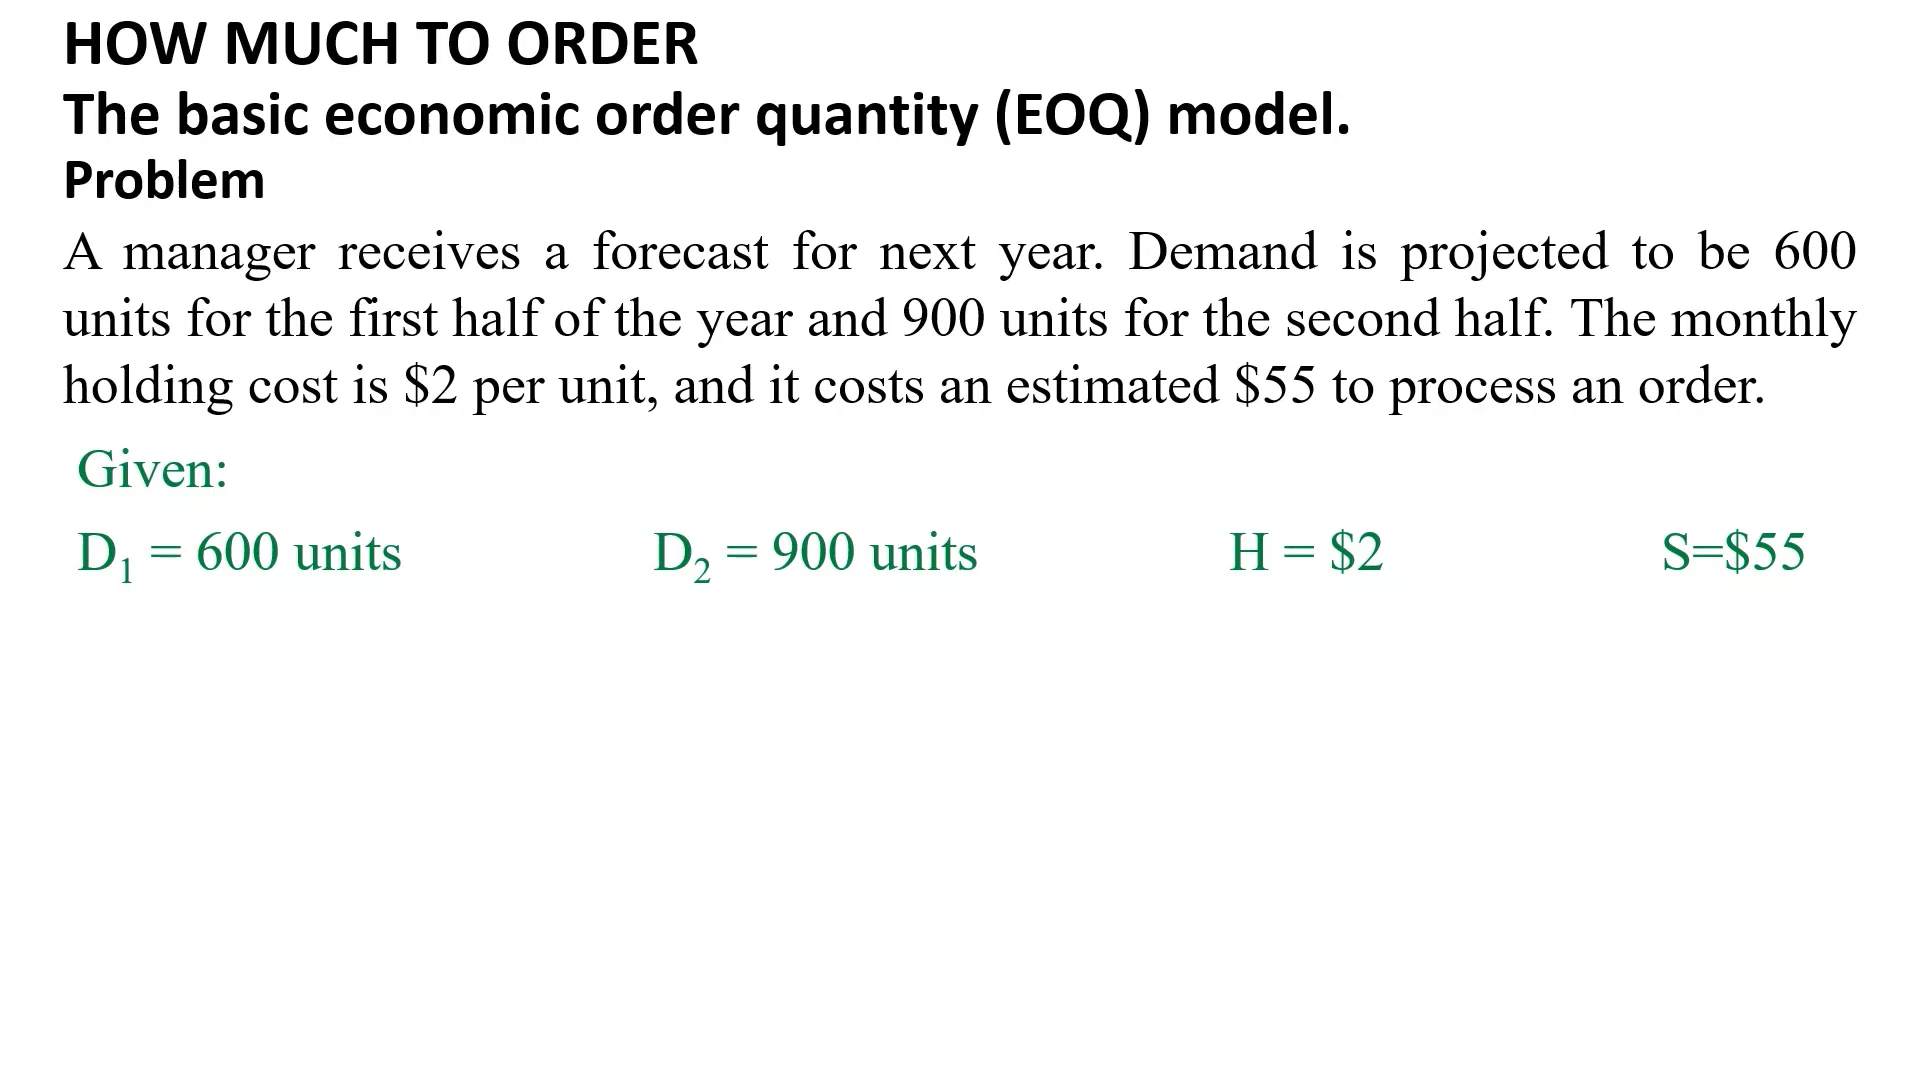 HOW MUCH TO ORDER
The basic economic order quantity (EOQ) model.
Problem
A manager receives a forecast for next year. Demand is projected to be 600
units for the first half of the year and 900 units for the second half. The monthly
holding cost is $2 per unit, and it costs an estimated $55 to process an order.
Given:
D₁ = 600 units D₂ = 900 units H = $2 S=$55